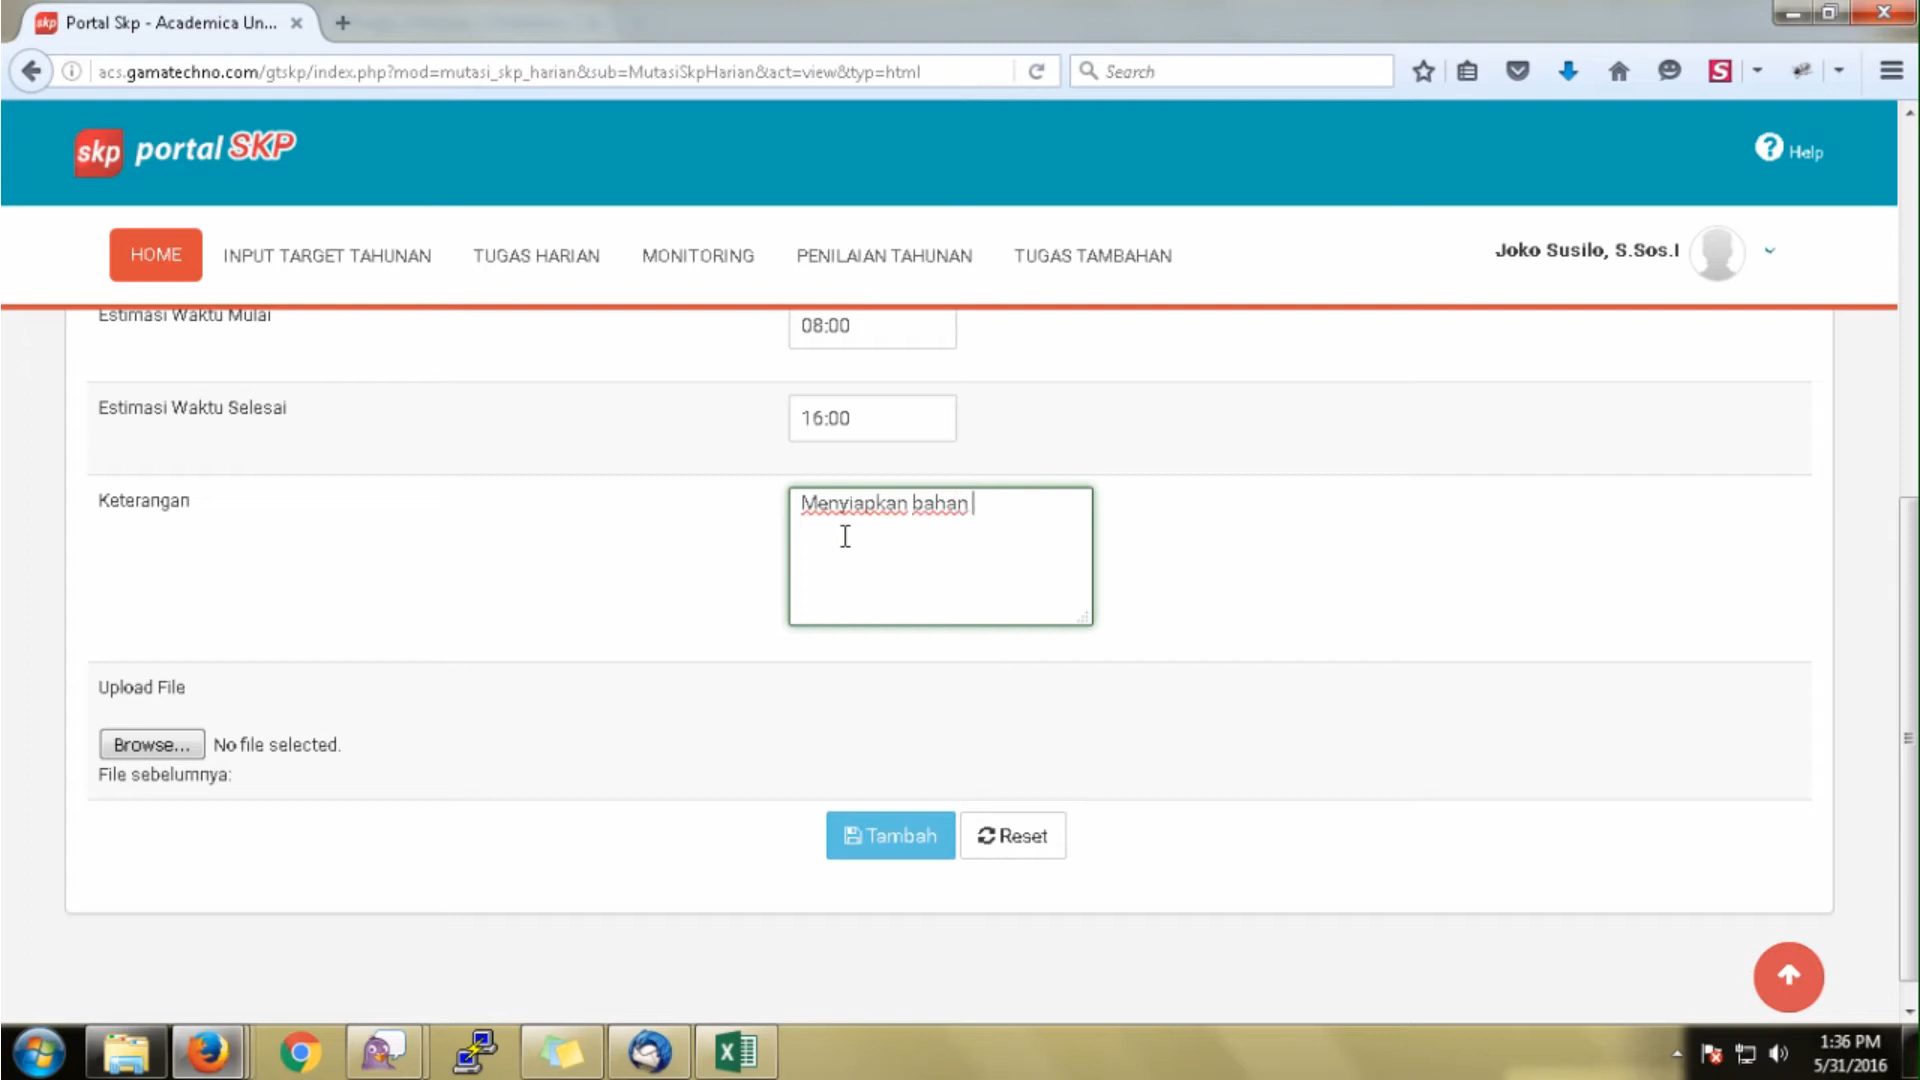 skp Portal Skp - Academica Un...
acs.gamatechno.com/gtskp/index.php?mod=mutasi_skp_harian&sub=MutasiSkpHarian&act=view&typ=html
Search
S
skp portal SKP
? Help
HOME INPUT TARGET TAHUNAN TUGAS HARIAN MONITORING PENILAIAN TAHUNAN TUGAS TAMBAHAN
Joko Susilo, S.Sos.I
Estimasi Waktu Mulai
08:00
Estimasi Waktu Selesai
16:00
Keterangan
Menyiapkan bahan
Upload File
Browse... No file selected.
File sebelumnya:
Tambah Reset
1:36 PM
5/31/2016